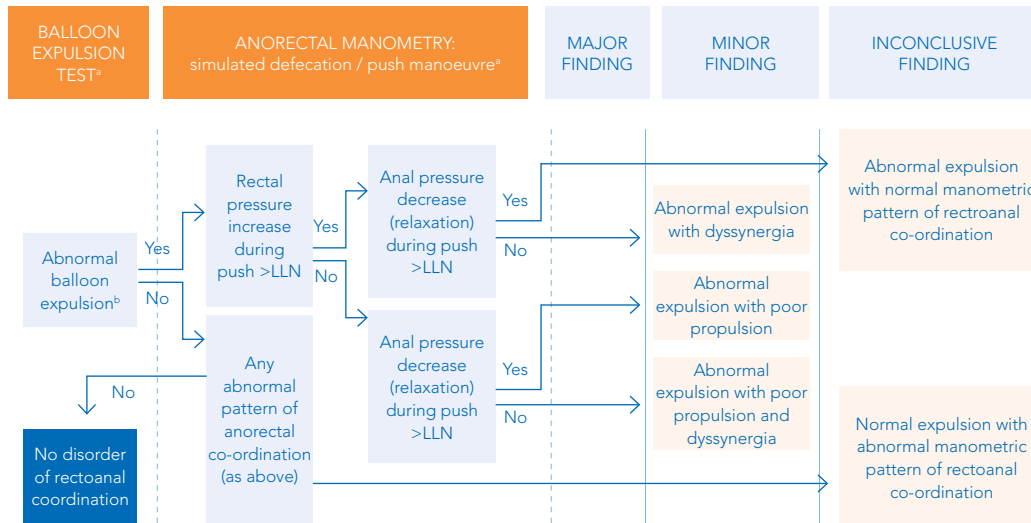 BALLOON
EXPULSION
TESTᵃ
ANORECTAL MANOMETRY:
simulated defecation / push manoeuvreᵃ
MAJOR
FINDING
MINOR
FINDING
INCONCLUSIVE
FINDING
Abnormal
balloon
expulsionᵇ
Yes
No
Rectal
pressure
increase during
push >LLN
Yes
No
Anal pressure
decrease
(relaxation)
during push
>LLN
Yes
No
Abnormal expulsion
with dyssynergia
Abnormal expulsion
with normal manometric
pattern of rectroanal
co-ordination
Anal pressure
decrease
(relaxation)
during push
>LLN
Yes
No
Abnormal
expulsion with poor
propulsion
Abnormal
expulsion with poor
propulsion and
dyssynergia
Any
abnormal
pattern of
anorectal
co-ordination
(as above)
No
No disorder
of rectoanal
coordination
Normal expulsion with
abnormal manometric
pattern of rectoanal
co-ordination